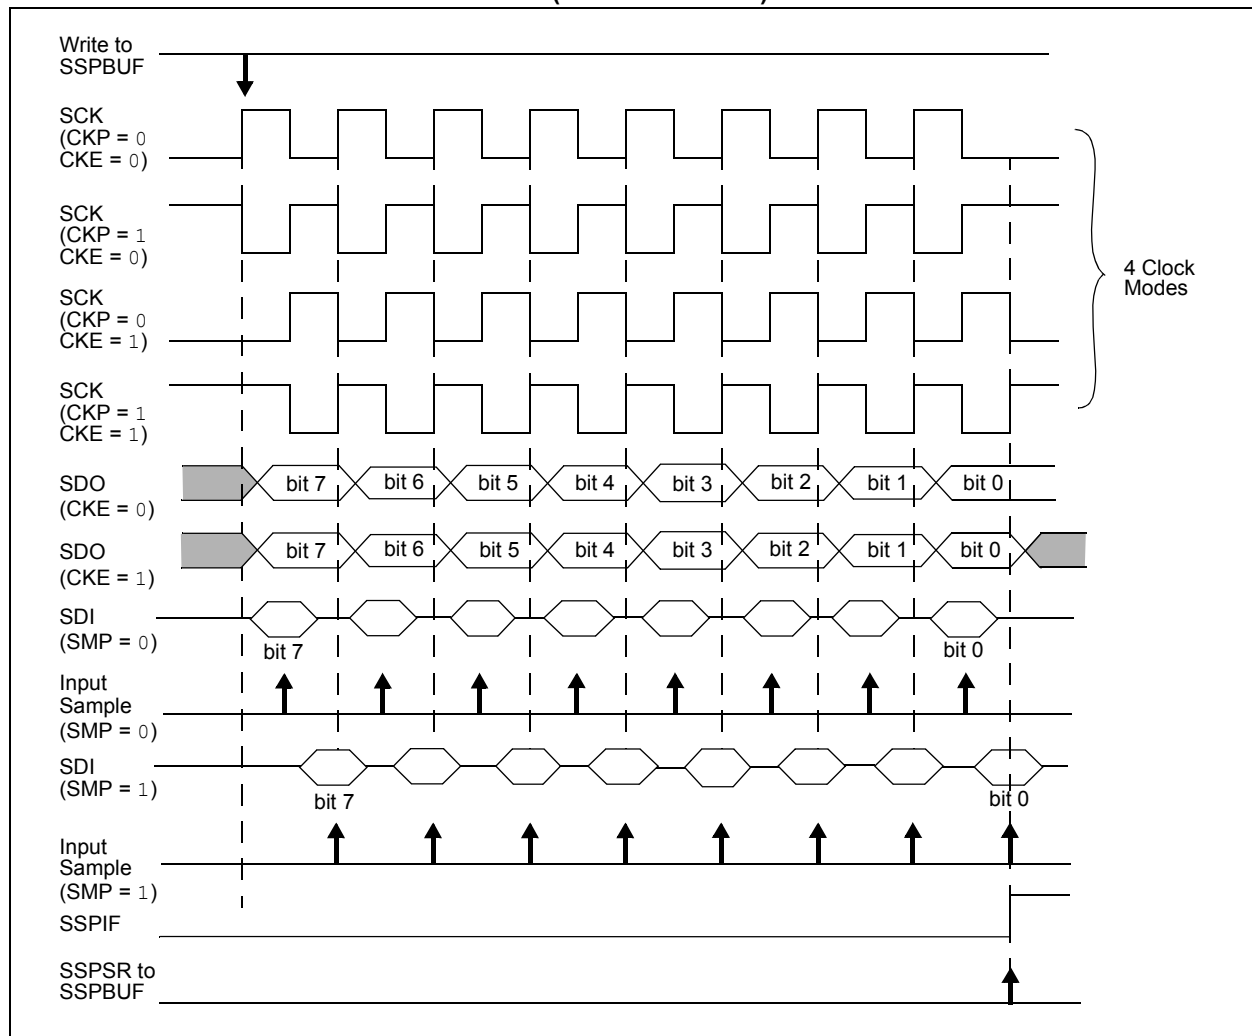 Write to
SSPBUF
SCK
(CKP = 0
CKE = 0)
SCK
(CKP = 1
CKE = 0)
4 Clock
Modes
SCK
(CKP = 0
CKE = 1)
SCK
(CKP = 1
CKE = 1)
SDO
(CKE = 0)
bit 7 bit 6 bit 5 bit 4 bit 3 bit 2 bit 1 bit 0
SDO
(CKE = 1)
bit 7 bit 6 bit 5 bit 4 bit 3 bit 2 bit 1 bit 0
SDI
(SMP = 0)
bit 7 bit 0
Input
Sample
(SMP = 0)
SDI
(SMP = 1)
bit 7 bit 0
Input
Sample
(SMP = 1)
SSPIF
SSPSR to
SSPBUF